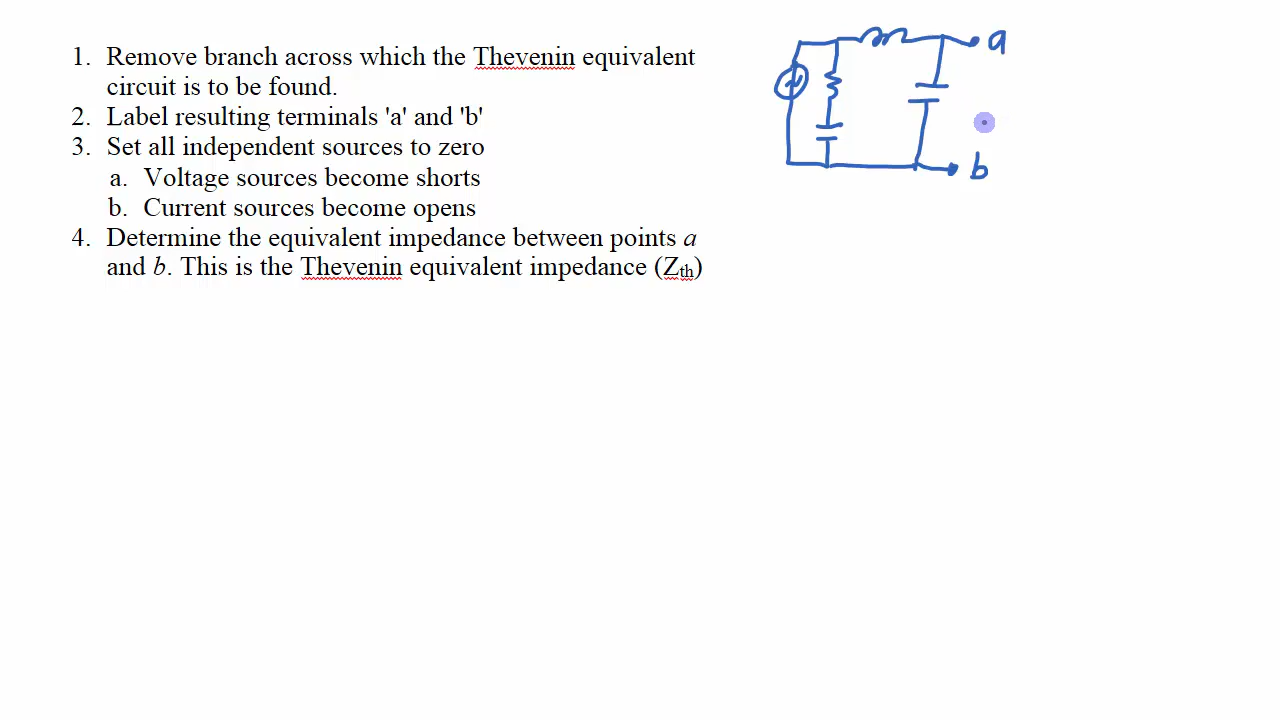 1. Remove branch across which the Thevenin equivalent
circuit is to be found.
2. Label resulting terminals 'a' and 'b'
3. Set all independent sources to zero
a. Voltage sources become shorts
b. Current sources become opens
4. Determine the equivalent impedance between points a
and b. This is the Thevenin equivalent impedance (Zth)
a
b